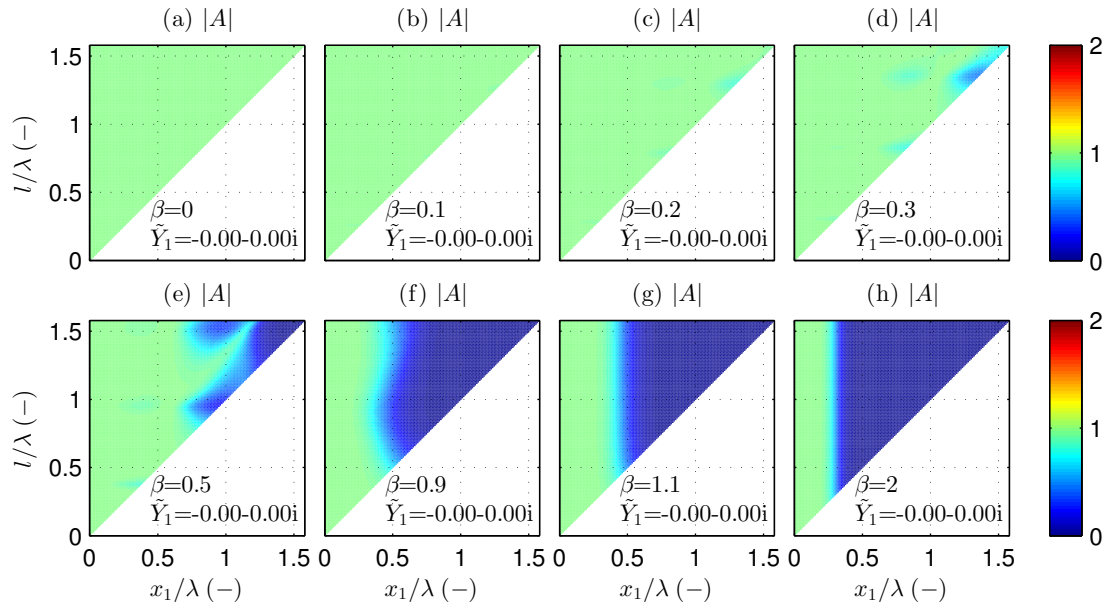 (a) |A|
(b) |A|
(c) |A|
(d) |A|
l/λ (−)
1.5
1
0.5
0
β=0
Ỹ₁=-0.00-0.00i
β=0.1
Ỹ₁=-0.00-0.00i
β=0.2
Ỹ₁=-0.00-0.00i
β=0.3
Ỹ₁=-0.00-0.00i
2
1
0
(e) |A|
(f) |A|
(g) |A|
(h) |A|
l/λ (−)
1.5
1
0.5
0
β=0.5
Ỹ₁=-0.00-0.00i
β=0.9
Ỹ₁=-0.00-0.00i
β=1.1
Ỹ₁=-0.00-0.00i
β=2
Ỹ₁=-0.00-0.00i
2
1
0
0 0.5 1 1.5
0 0.5 1 1.5
0 0.5 1 1.5
0 0.5 1 1.5
x₁/λ (−)
x₁/λ (−)
x₁/λ (−)
x₁/λ (−)